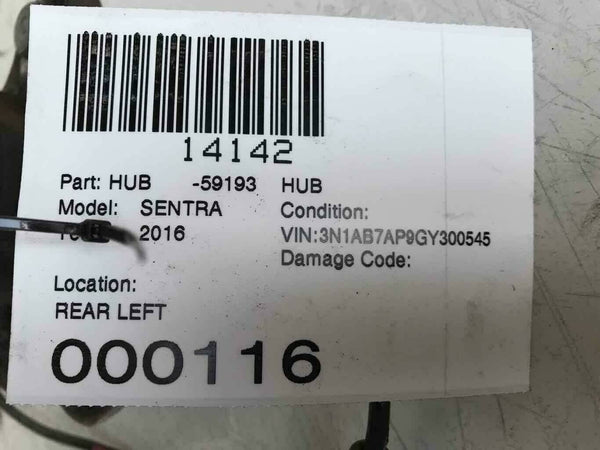 14142
Part: HUB -59193 HUB
Model: SENTRA Condition:
2016 VIN:3N1AB7AP9GY300545
Damage Code:
Location:
REAR LEFT
000116